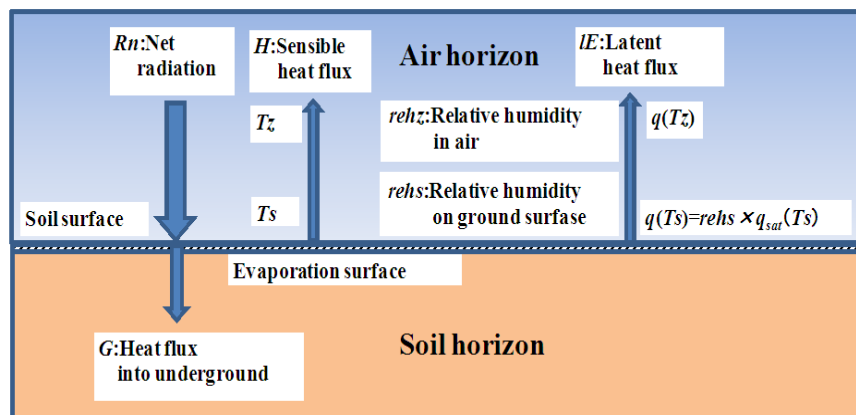 Rn:Net
radiation
H:Sensible
heat flux
Air horizon
lE:Latent
heat flux
Tz
rehz:Relative humidity
in air
q(Tz)
Soil surface
Ts
rehs:Relative humidity
on ground surfase
q(Ts)=rehs×qsat(Ts)
Evaporation surface
G:Heat flux
into underground
Soil horizon